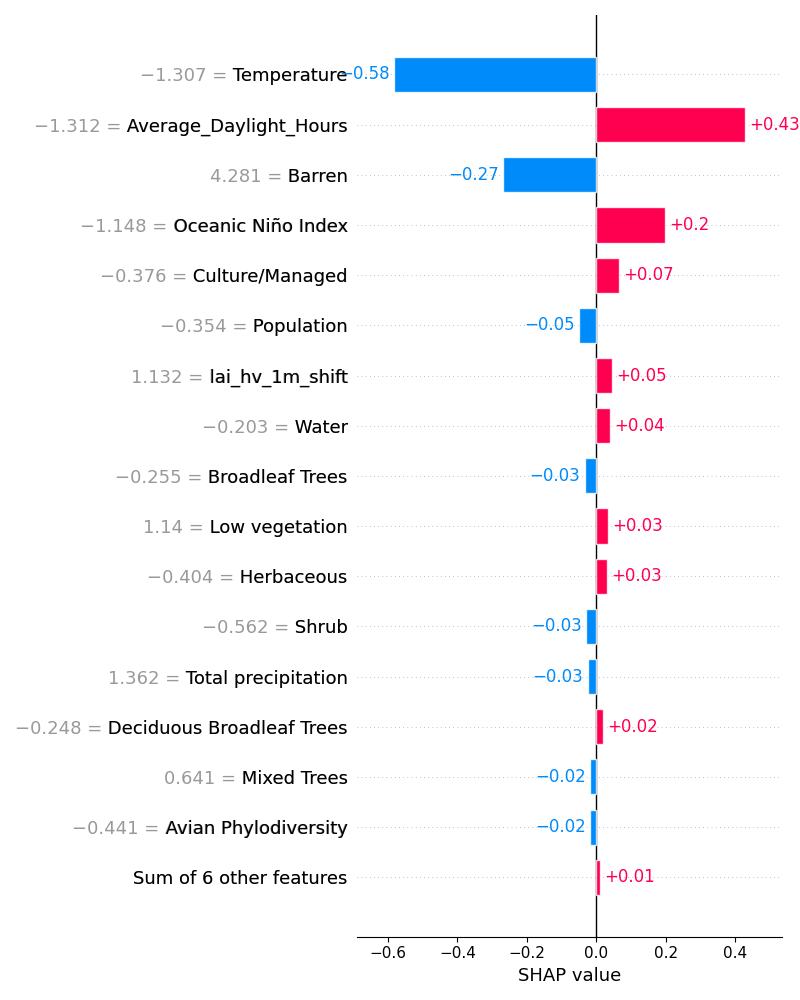 −1.307 = Temperature −0.58
−1.312 = Average_Daylight_Hours +0.43
4.281 = Barren −0.27
−1.148 = Oceanic Niño Index +0.2
−0.376 = Culture/Managed +0.07
−0.354 = Population −0.05
1.132 = lai_hv_1m_shift +0.05
−0.203 = Water +0.04
−0.255 = Broadleaf Trees −0.03
1.14 = Low vegetation +0.03
−0.404 = Herbaceous +0.03
−0.562 = Shrub −0.03
1.362 = Total precipitation −0.03
−0.248 = Deciduous Broadleaf Trees +0.02
0.641 = Mixed Trees −0.02
−0.441 = Avian Phylodiversity −0.02
Sum of 6 other features +0.01
−0.6 −0.4 −0.2 0.0 0.2 0.4
SHAP value